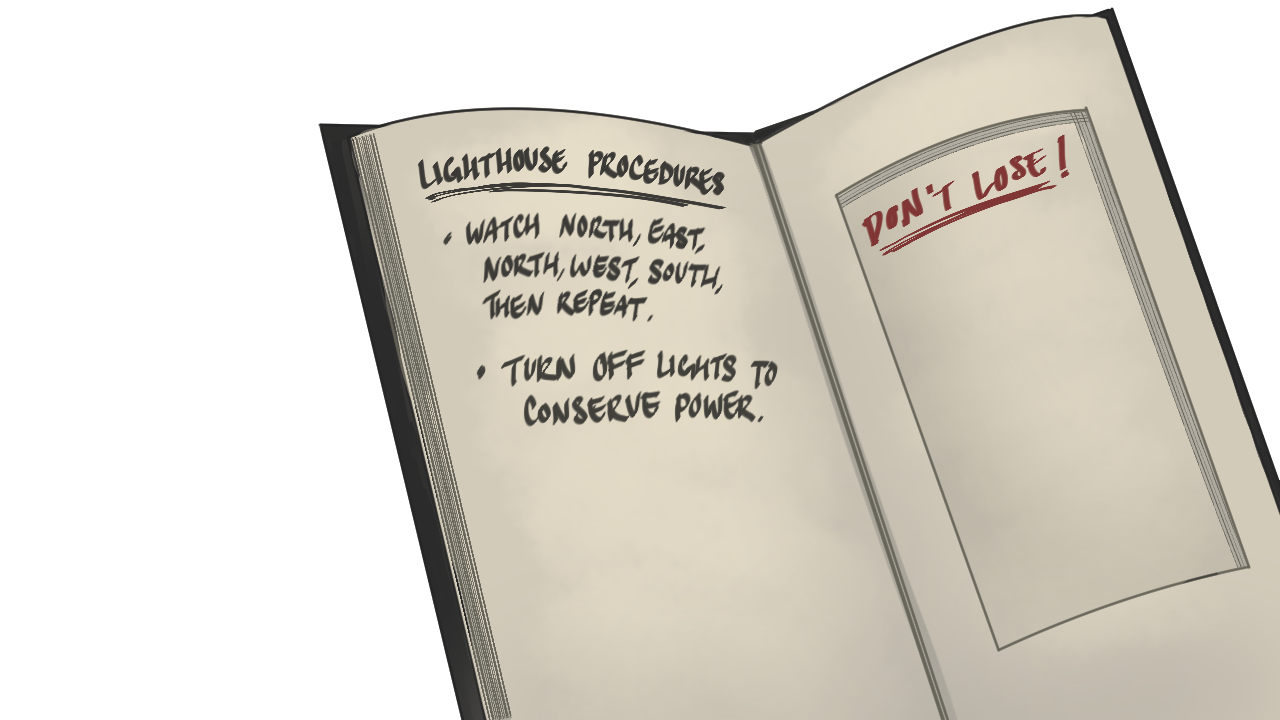 LIGHTHOUSE PROCEDURES
• WATCH NORTH, EAST,
NORTH, WEST, SOUTH,
THEN REPEAT.
• TURN OFF LIGHTS TO
CONSERVE POWER.
DON'T LOSE!